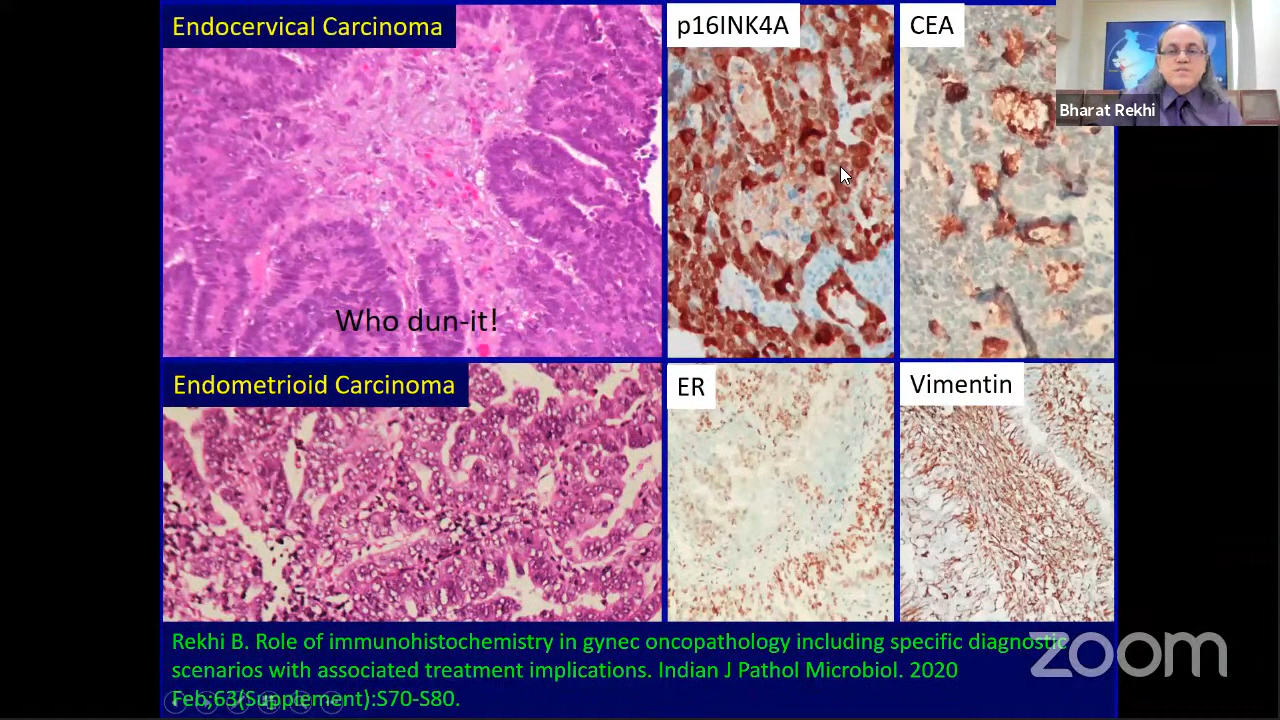 Endocervical Carcinoma
p16INK4A
CEA
Bharat Rekhi
Who dun-it!
Endometrioid Carcinoma
ER
Vimentin
Rekhi B. Role of immunohistochemistry in gynec oncopathology including specific diagnostic
scenarios with associated treatment implications. Indian J Pathol Microbiol. 2020
Feb;63(Supplement):S70-S80.
zoom